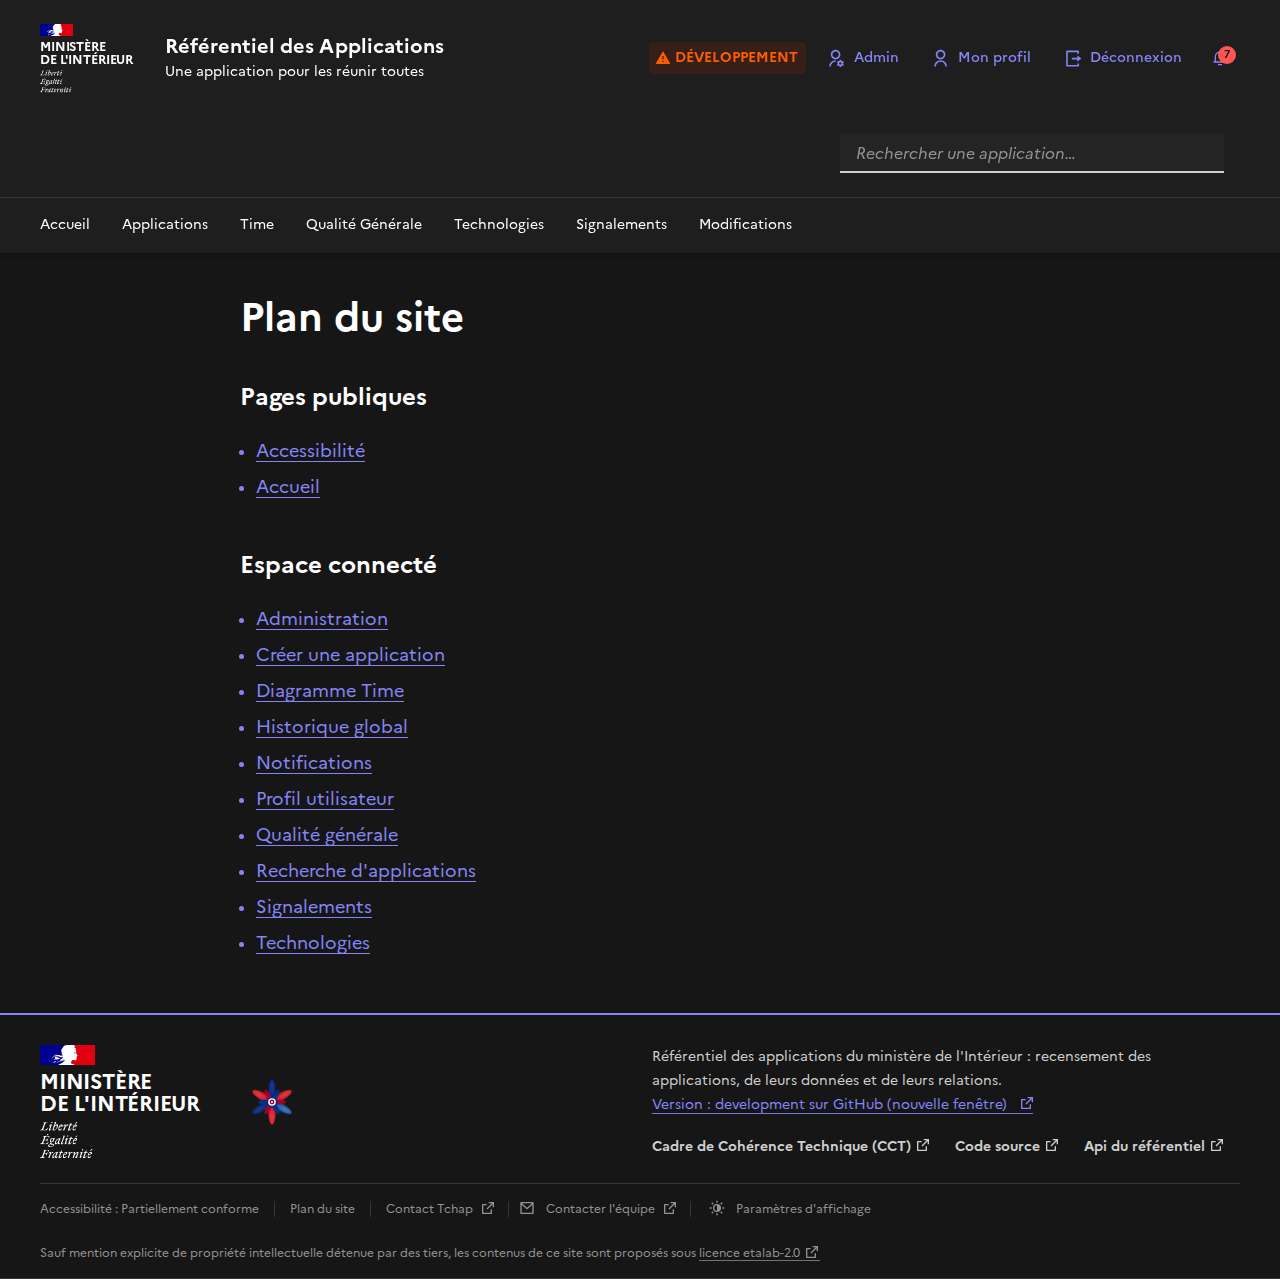 MINISTÈRE
DE L'INTÉRIEUR
Liberté
Égalité
Fraternité
Référentiel des Applications
Une application pour les réunir toutes
DÉVELOPPEMENT
Admin
Mon profil
Déconnexion
7
Rechercher une application...
Accueil
Applications
Time
Qualité Générale
Technologies
Signalements
Modifications
Plan du site
Pages publiques
Accessibilité
Accueil
Espace connecté
Administration
Créer une application
Diagramme Time
Historique global
Notifications
Profil utilisateur
Qualité générale
Recherche d'applications
Signalements
Technologies
MINISTÈRE
DE L'INTÉRIEUR
Liberté
Égalité
Fraternité
Référentiel des applications du ministère de l'Intérieur : recensement des
applications, de leurs données et de leurs relations.
Version : development sur GitHub (nouvelle fenêtre)
Cadre de Cohérence Technique (CCT)
Code source
Api du référentiel
Accessibilité : Partiellement conforme
Plan du site
Contact Tchap
Contacter l'équipe
Paramètres d'affichage
Sauf mention explicite de propriété intellectuelle détenue par des tiers, les contenus de ce site sont proposés sous licence etalab-2.0